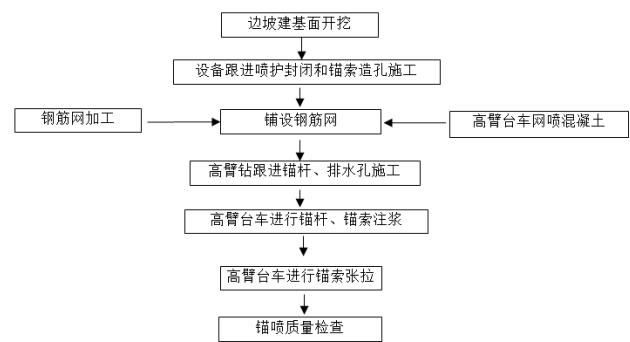 边坡建基面开挖
设备跟进喷护封闭和锚索造孔施工
钢筋网加工
铺设钢筋网
高臂台车网喷混凝土
高臂钻跟进锚杆、排水孔施工
高臂台车进行锚杆、锚索注浆
高臂台车进行锚索张拉
锚喷质量检查